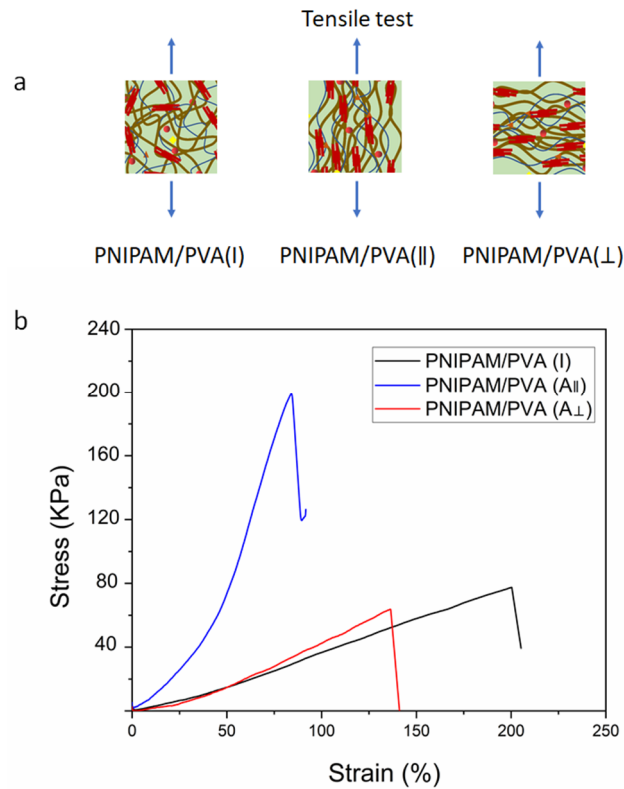 Tensile test
a
PNIPAM/PVA(I) PNIPAM/PVA(ǁ) PNIPAM/PVA(⊥)
b
240
200
160
120
80
40
Stress (KPa)
PNIPAM/PVA (I)
PNIPAM/PVA (Aǁ)
PNIPAM/PVA (A⊥)
0 50 100 150 200 250
Strain (%)